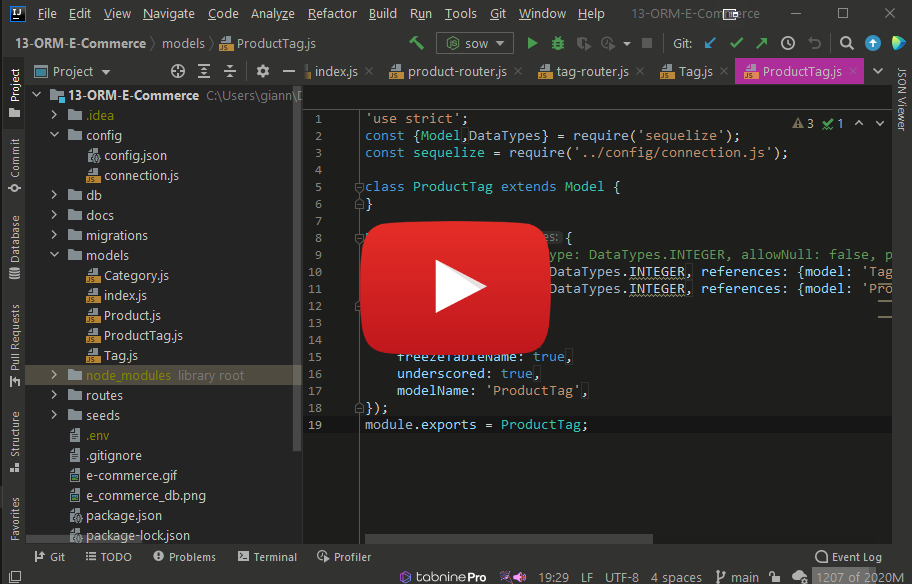 File Edit View Navigate Code Analyze Refactor Build Run Tools Git Window Help 13-ORM-E-Commerce
13-ORM-E-Commerce models ProductTag.js sow Git:
Project index.js product-router.js tag-router.js Tag.js ProductTag.js
Project
Commit
Database
Pull Requests
Structure
Favorites
JSON Viewer
13-ORM-E-Commerce C:\Users\giann\
.idea
config
config.json
connection.js
db
docs
migrations
models
Category.js
index.js
Product.js
ProductTag.js
Tag.js
node_modules library root
routes
seeds
.env
.gitignore
e-commerce.gif
e_commerce_db.png
package.json
package-lock.json
3 1
1 'use strict';
2 const {Model,DataTypes} = require('sequelize');
3 const sequelize = require('../config/connection.js');
4
5 class ProductTag extends Model {
6 }
7
8 es: {
9 ype: DataTypes.INTEGER, allowNull: false, p
10 DataTypes.INTEGER, references: {model: 'Tag
11 DataTypes.INTEGER, references: {model: 'Pro
12
13
14
15 freezeTableName: true,
16 underscored: true,
17 modelName: 'ProductTag',
18 });
19 module.exports = ProductTag;
Git TODO Problems Terminal Profiler Event Log
tabnine Pro 19:29 LF UTF-8 4 spaces main 1207 of 2020M